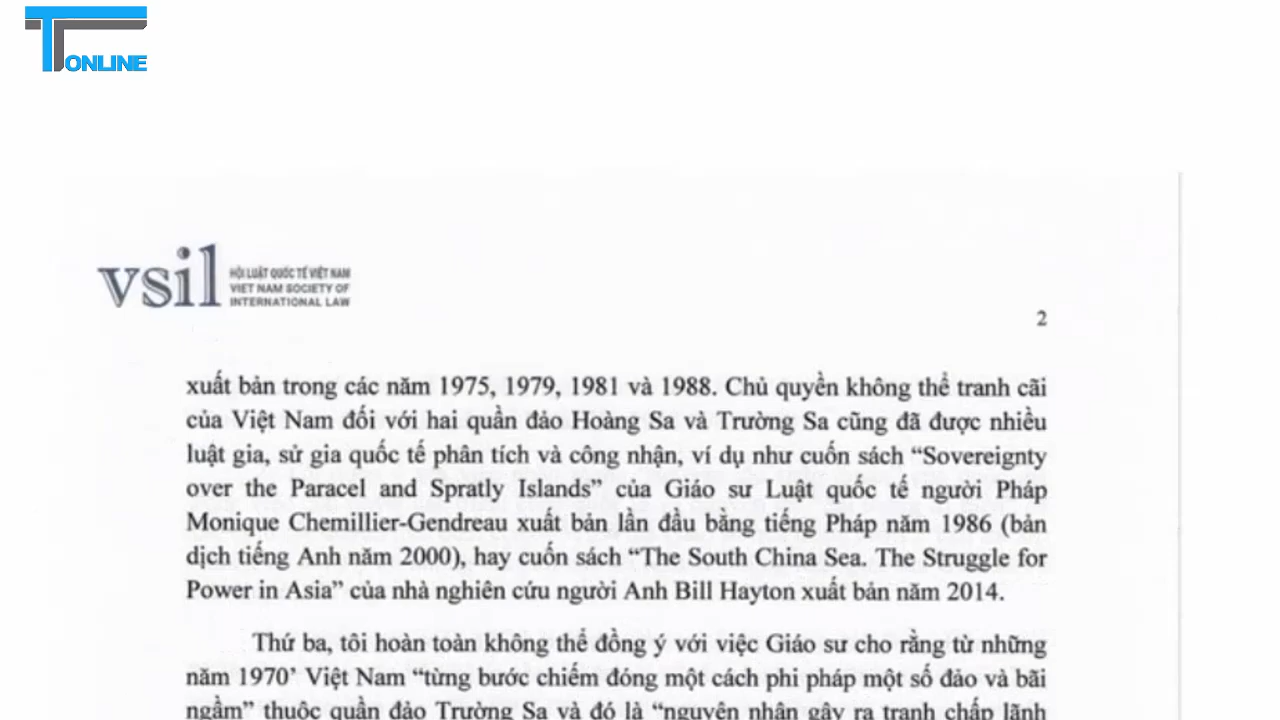 T ONLINE
vsil
HỘI LUẬT QUỐC TẾ VIỆT NAM
VIET NAM SOCIETY OF
INTERNATIONAL LAW
2
xuất bản trong các năm 1975, 1979, 1981 và 1988. Chủ quyền không thể tranh cãi
của Việt Nam đối với hai quần đảo Hoàng Sa và Trường Sa cũng đã được nhiều
luật gia, sử gia quốc tế phân tích và công nhận, ví dụ như cuốn sách “Sovereignty
over the Paracel and Spratly Islands” của Giáo sư Luật quốc tế người Pháp
Monique Chemillier-Gendreau xuất bản lần đầu bằng tiếng Pháp năm 1986 (bản
dịch tiếng Anh năm 2000), hay cuốn sách “The South China Sea. The Struggle for
Power in Asia” của nhà nghiên cứu người Anh Bill Hayton xuất bản năm 2014.
Thứ ba, tôi hoàn toàn không thể đồng ý với việc Giáo sư cho rằng từ những
năm 1970’ Việt Nam “từng bước chiếm đóng một cách phi pháp một số đảo và bãi
ngầm” thuộc quần đảo Trường Sa và đó là “nguyên nhân gây ra tranh chấp lãnh